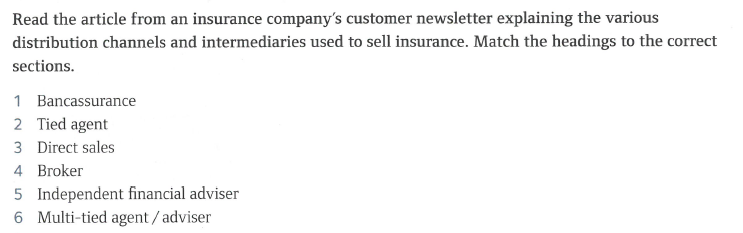 Read the article from an insurance company's customer newsletter explaining the various
distribution channels and intermediaries used to sell insurance. Match the headings to the correct
sections.
1 Bancassurance
2 Tied agent
3 Direct sales
4 Broker
5 Independent financial adviser
6 Multi-tied agent / adviser